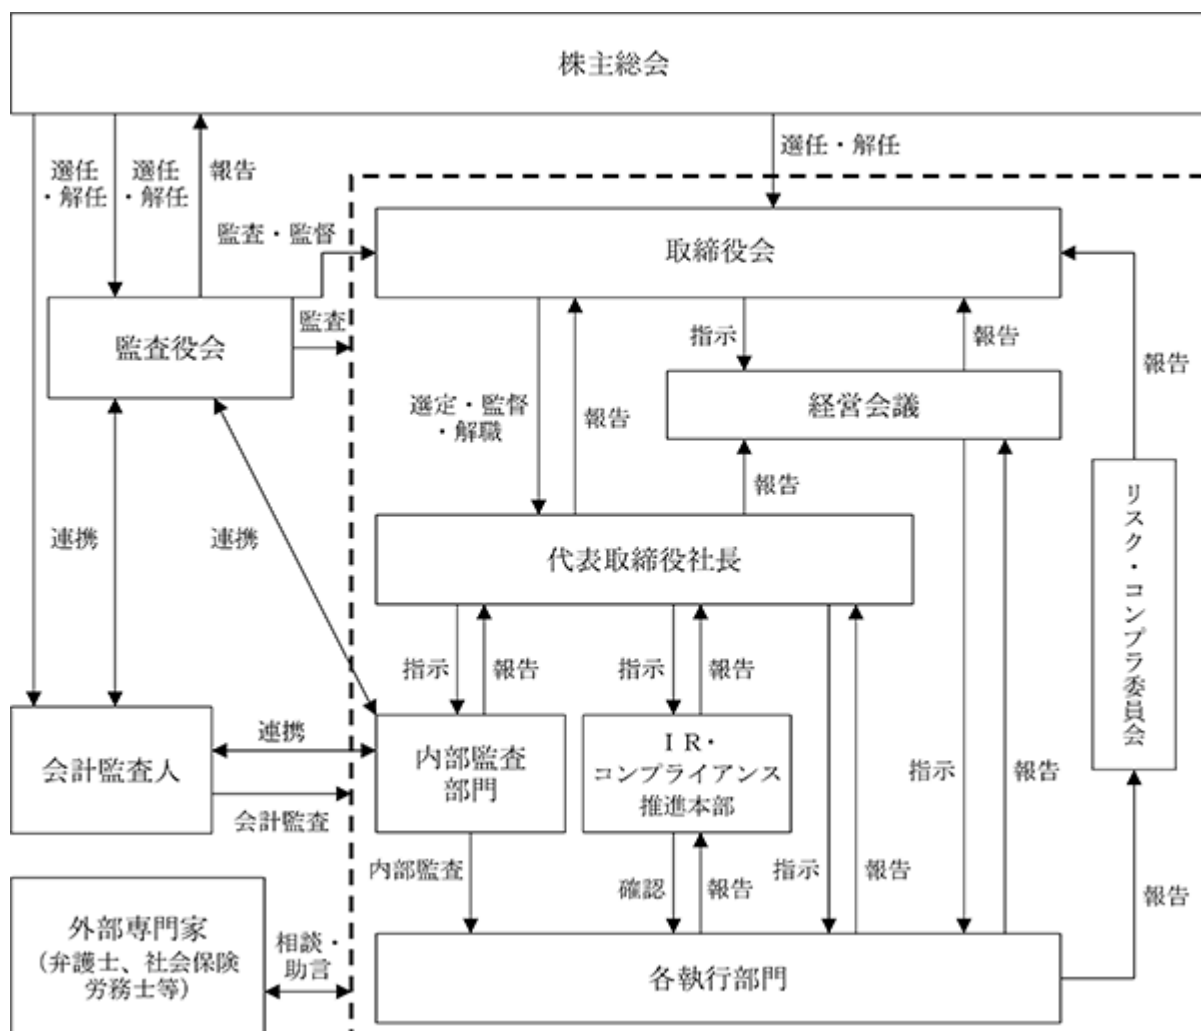 株主総会
選任
・解任
選任
・解任
報告
選任・解任
監査・監督
取締役会
監査役会
監査
指示
報告
報告
経営会議
選定・監督
・解職
報告
報告
リスク・コンプラ委員会
連携
連携
代表取締役社長
指示
報告
指示
報告
会計監査人
連携
会計監査
内部監査
部門
ＩＲ・
コンプライアンス
推進本部
指示
報告
内部監査
確認
報告
指示
報告
報告
外部専門家
(弁護士、社会保険
労務士等)
相談・
助言
各執行部門